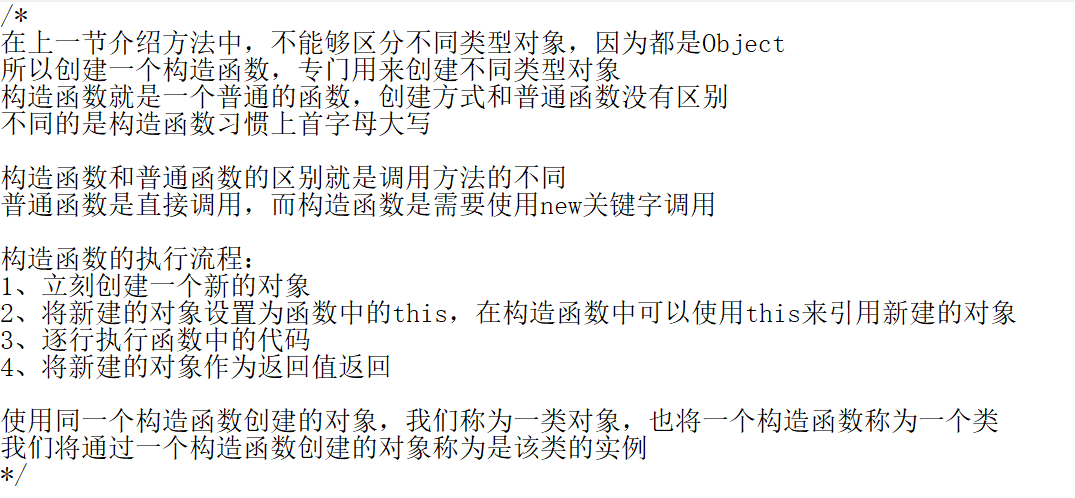 /*
在上一节介绍方法中，不能够区分不同类型对象，因为都是Object
所以创建一个构造函数，专门用来创建不同类型对象
构造函数就是一个普通的函数，创建方式和普通函数没有区别
不同的是构造函数习惯上首字母大写
构造函数和普通函数的区别就是调用方法的不同
普通函数是直接调用，而构造函数是需要使用new关键字调用
构造函数的执行流程：
1、立刻创建一个新的对象
2、将新建的对象设置为函数中的this，在构造函数中可以使用this来引用新建的对象
3、逐行执行函数中的代码
4、将新建的对象作为返回值返回
使用同一个构造函数创建的对象，我们称为一类对象，也将一个构造函数称为一个类
我们将通过一个构造函数创建的对象称为是该类的实例
*/